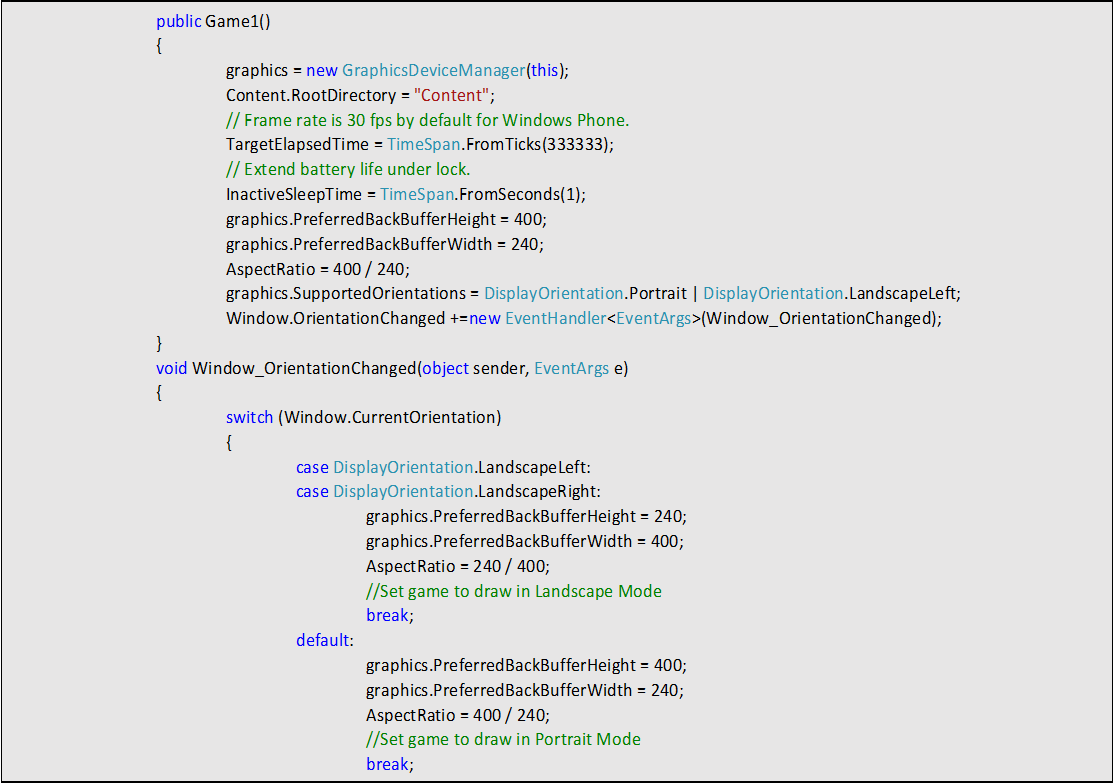 public Game1()
{
graphics = new GraphicsDeviceManager(this);
Content.RootDirectory = "Content";
// Frame rate is 30 fps by default for Windows Phone.
TargetElapsedTime = TimeSpan.FromTicks(333333);
// Extend battery life under lock.
InactiveSleepTime = TimeSpan.FromSeconds(1);
graphics.PreferredBackBufferHeight = 400;
graphics.PreferredBackBufferWidth = 240;
AspectRatio = 400 / 240;
graphics.SupportedOrientations = DisplayOrientation.Portrait | DisplayOrientation.LandscapeLeft;
Window.OrientationChanged +=new EventHandler<EventArgs>(Window_OrientationChanged);
}
void Window_OrientationChanged(object sender, EventArgs e)
{
switch (Window.CurrentOrientation)
{
case DisplayOrientation.LandscapeLeft:
case DisplayOrientation.LandscapeRight:
graphics.PreferredBackBufferHeight = 240;
graphics.PreferredBackBufferWidth = 400;
AspectRatio = 240 / 400;
//Set game to draw in Landscape Mode
break;
default:
graphics.PreferredBackBufferHeight = 400;
graphics.PreferredBackBufferWidth = 240;
AspectRatio = 400 / 240;
//Set game to draw in Portrait Mode
break;